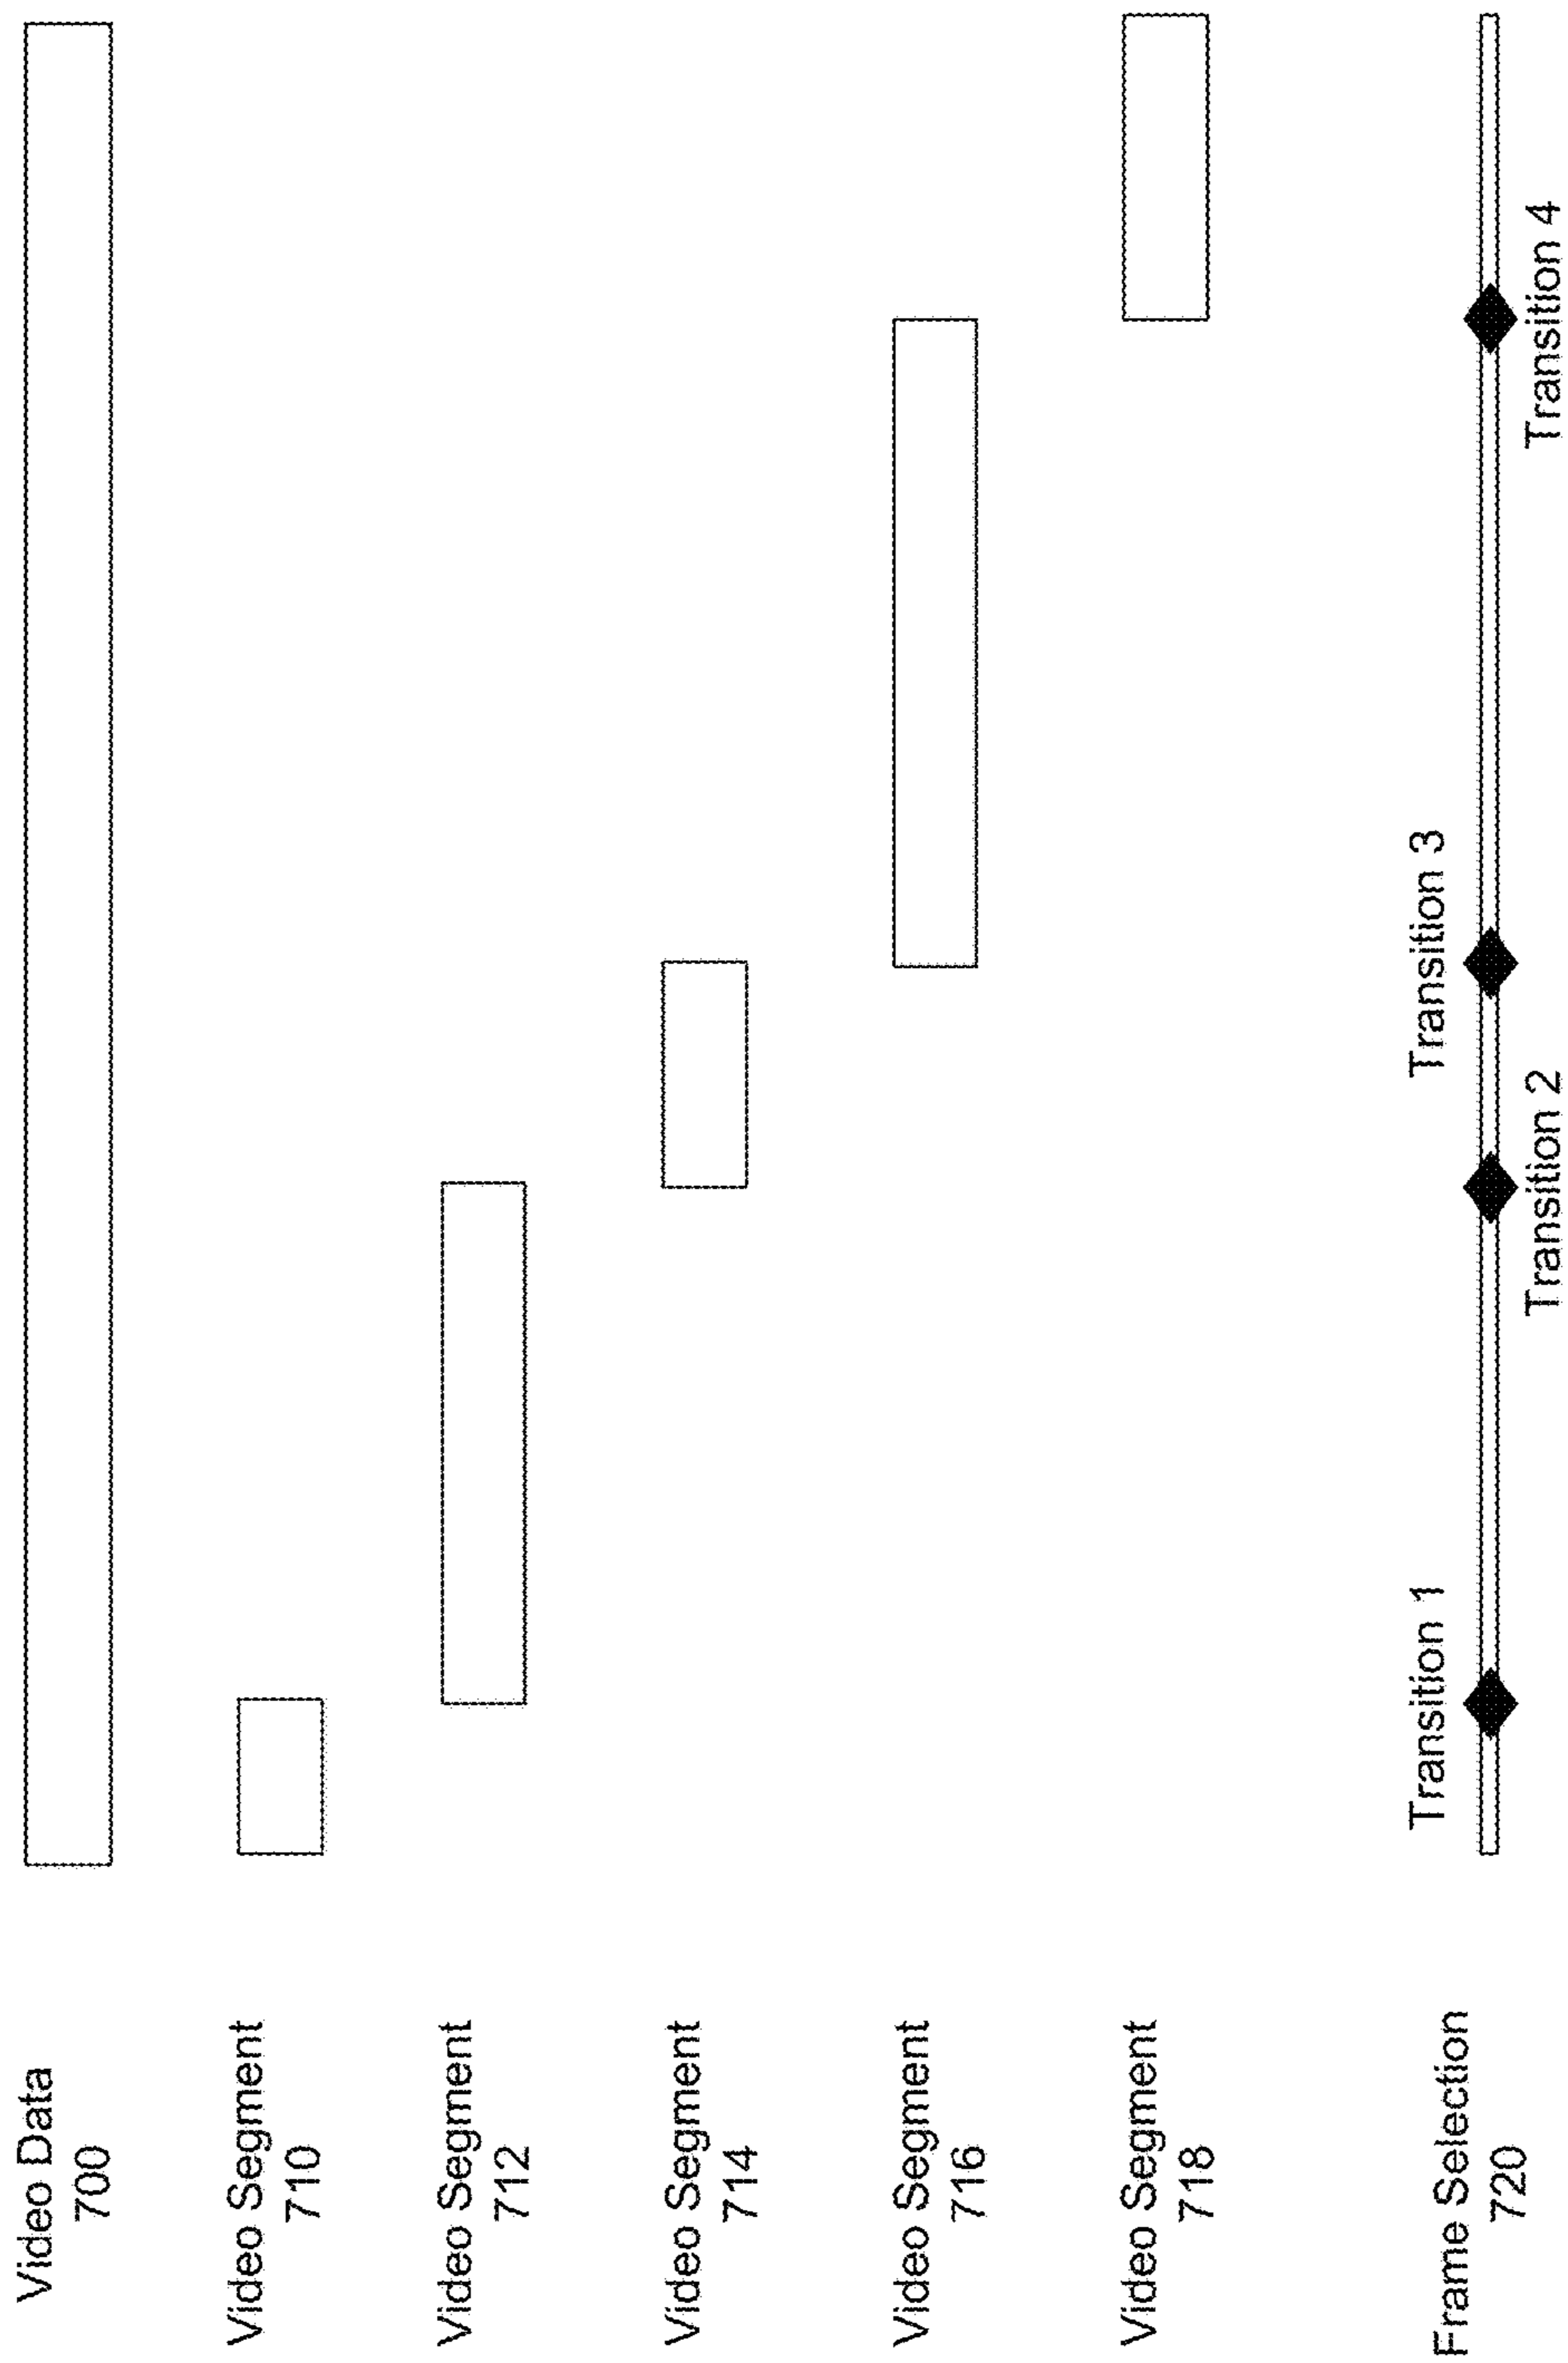 Video Data
700
Video Segment
710
Video Segment
712
Video Segment
714
Video Segment
716
Video Segment
718
Transition 1
Transition 3
Frame Selection
720
Transition 2
Transition 4